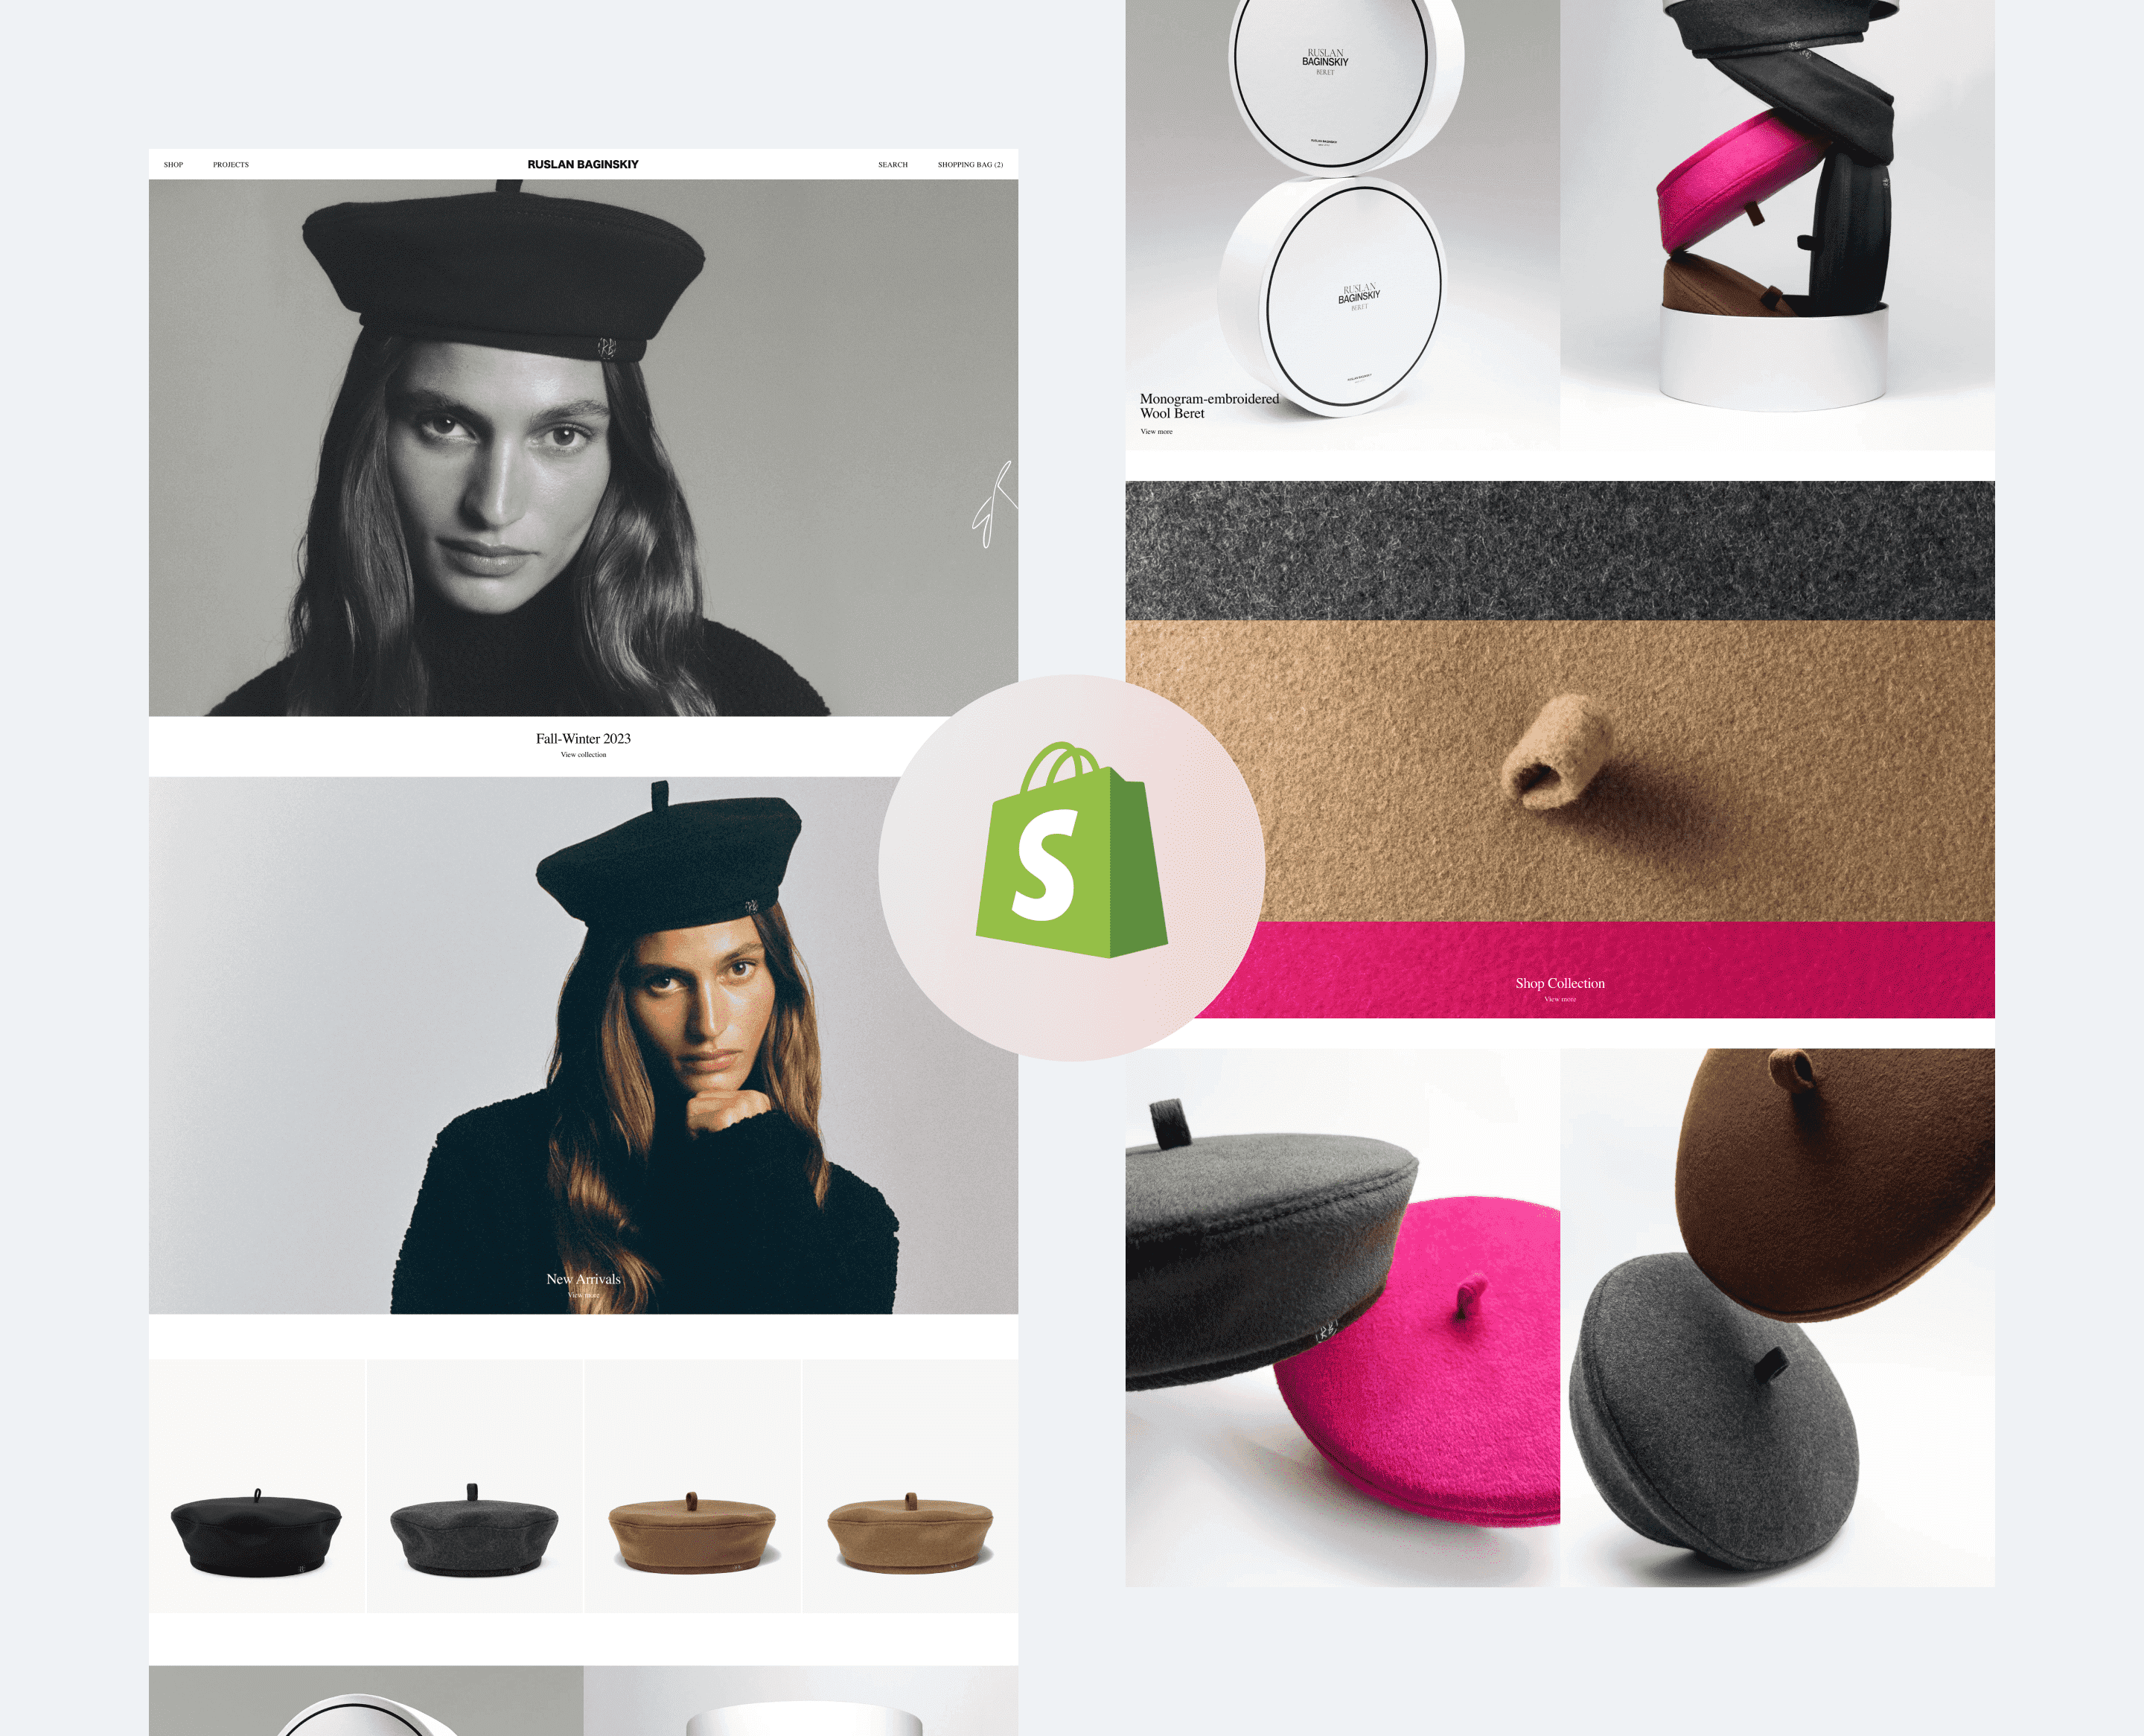 SHOP
PROJECTS
RUSLAN BAGINSKIY
SEARCH
SHOPPING BAG (2)
Fall-Winter 2023
View collection
New Arrivals
View more
RUSLAN
BAGINSKIY
BERET
RUSLAN
BAGINSKIY
BERET
Monogram-embroidered
Wool Beret
View more
S
Shop Collection
View more